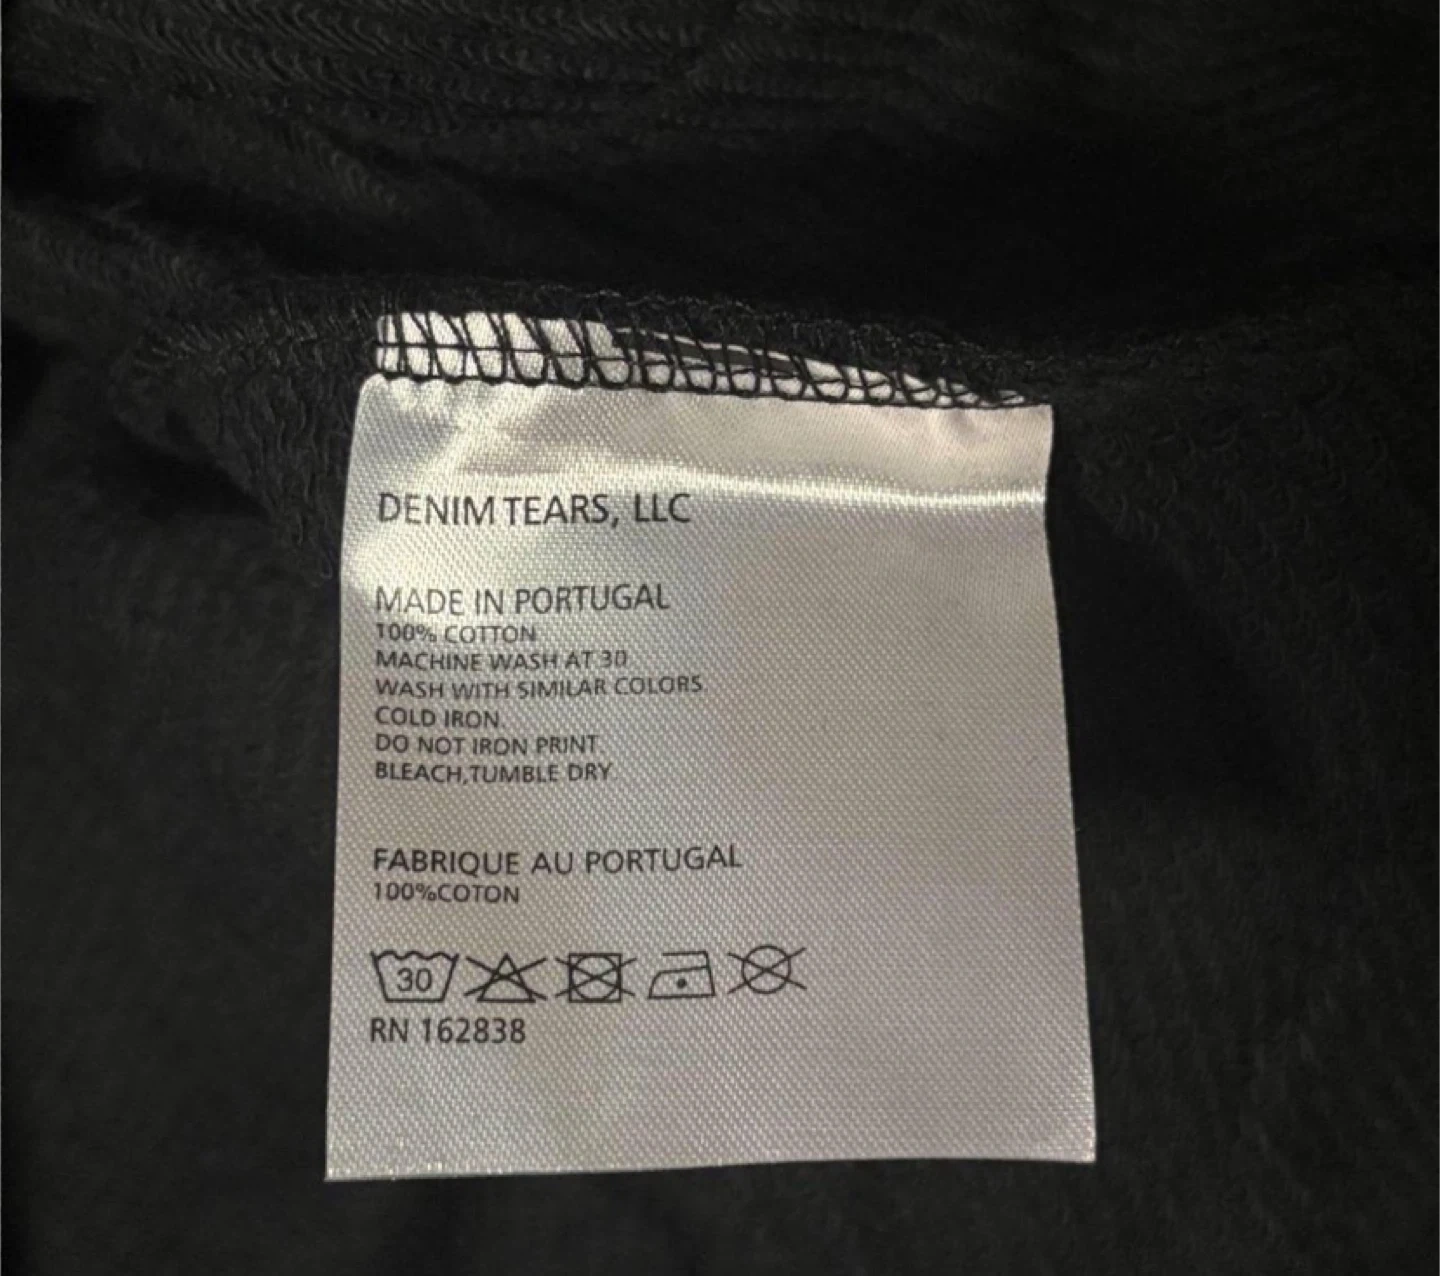 DENIM TEARS, LLC
MADE IN PORTUGAL
100% COTTON
MACHINE WASH AT 30
WASH WITH SIMILAR COLORS
COLD IRON.
DO NOT IRON PRINT.
BLEACH,TUMBLE DRY.
FABRIQUE AU PORTUGAL
100%COTON
30
RN 162838